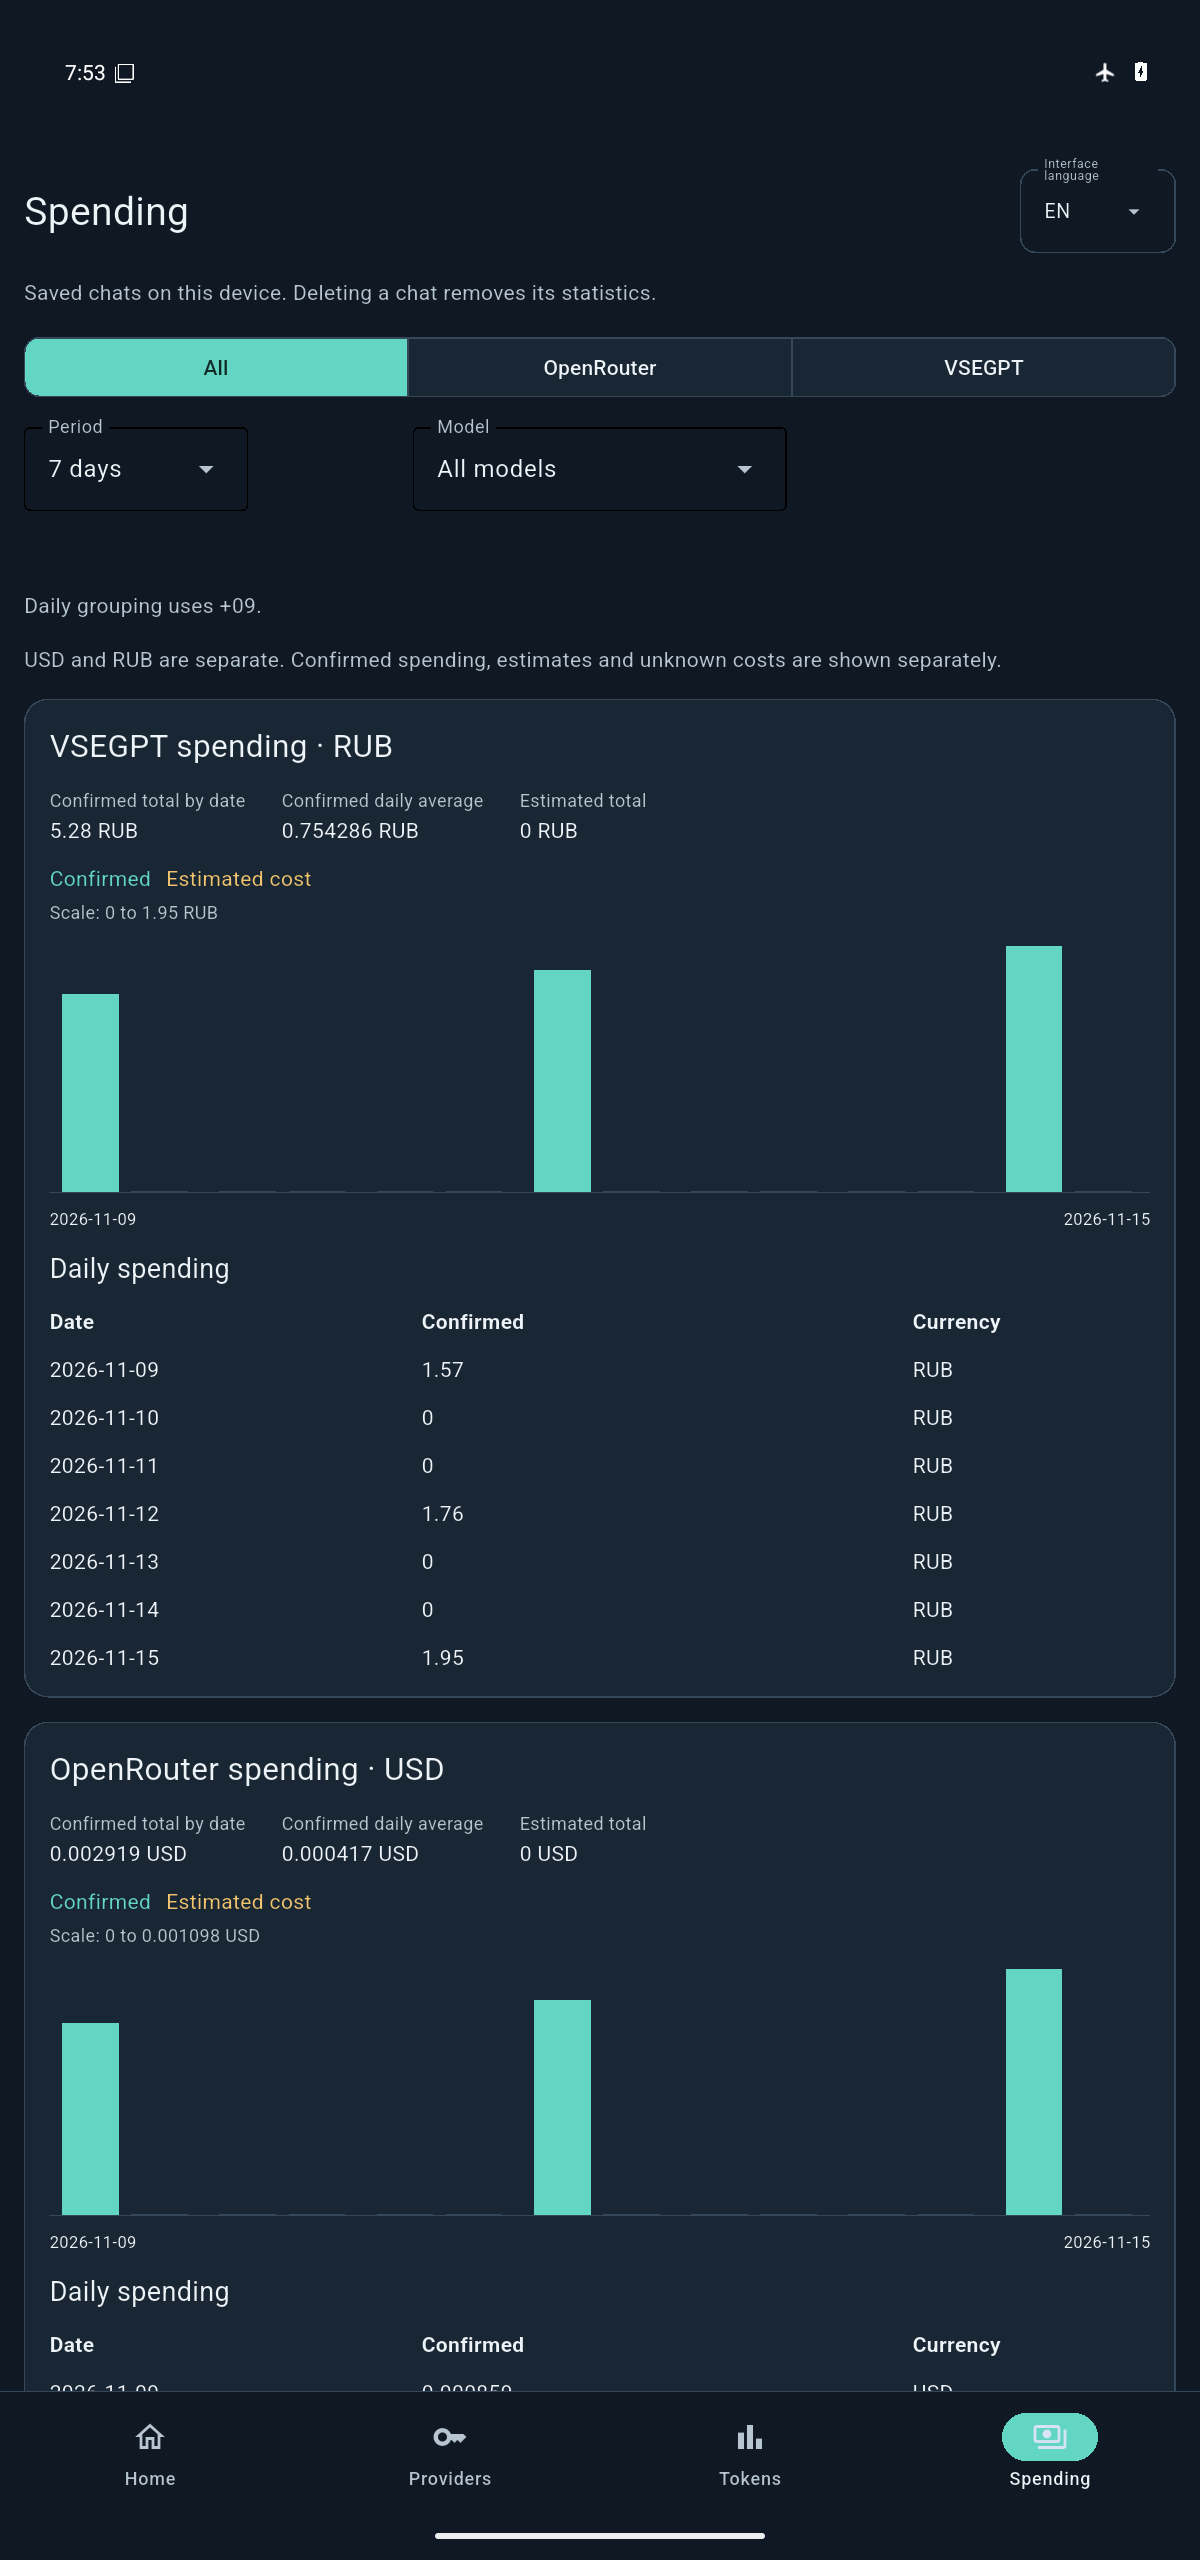 7:53
Interface
language
Spending
EN
Saved chats on this device. Deleting a chat removes its statistics.
All OpenRouter VSEGPT
Period Model
7 days All models
Daily grouping uses +09.
USD and RUB are separate. Confirmed spending, estimates and unknown costs are shown separately.
VSEGPT spending · RUB
Confirmed total by date Confirmed daily average Estimated total
5.28 RUB 0.754286 RUB 0 RUB
Confirmed Estimated cost
Scale: 0 to 1.95 RUB
2026-11-09 2026-11-15
Daily spending
Date Confirmed Currency
2026-11-09 1.57 RUB
2026-11-10 0 RUB
2026-11-11 0 RUB
2026-11-12 1.76 RUB
2026-11-13 0 RUB
2026-11-14 0 RUB
2026-11-15 1.95 RUB
OpenRouter spending · USD
Confirmed total by date Confirmed daily average Estimated total
0.002919 USD 0.000417 USD 0 USD
Confirmed Estimated cost
Scale: 0 to 0.001098 USD
2026-11-09 2026-11-15
Daily spending
Date Confirmed Currency
2026-11-09 0.000859 USD
Home Providers Tokens Spending